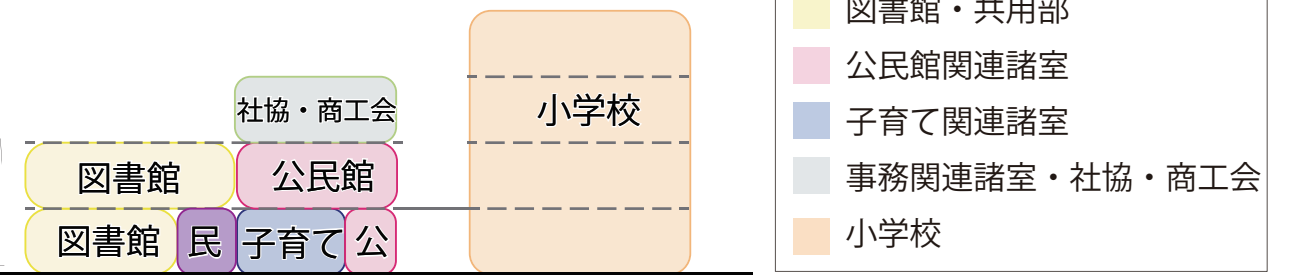 社協・商工会
小学校
図書館
公民館
図書館
民
子育て
公
図書館・共用部
公民館関連諸室
子育て関連諸室
事務関連諸室・社協・商工会
小学校